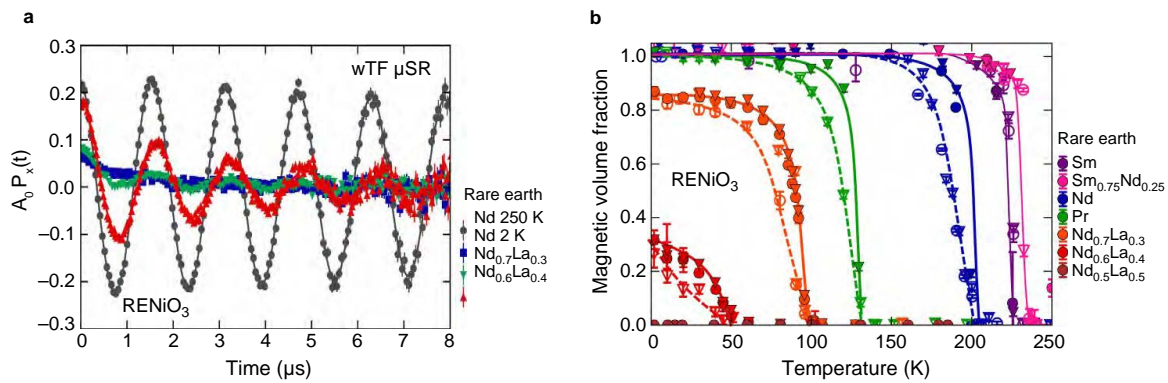 a
0.3
0.2
0.1
0.0
–0.1
–0.2
–0.3
A₀ Pₓ(t)
wTF μSR
RENiO₃
0 1 2 3 4 5 6 7 8
Time (μs)
Rare earth
Nd 250 K
Nd 2 K
Nd₀.₇La₀.₃
Nd₀.₆La₀.₄
b
1.0
0.8
0.6
0.4
0.2
0.0
Magnetic volume fraction
RENiO₃
0 50 100 150 200 250
Temperature (K)
Rare earth
Sm
Sm₀.₇₅Nd₀.₂₅
Nd
Pr
Nd₀.₇La₀.₃
Nd₀.₆La₀.₄
Nd₀.₅La₀.₅